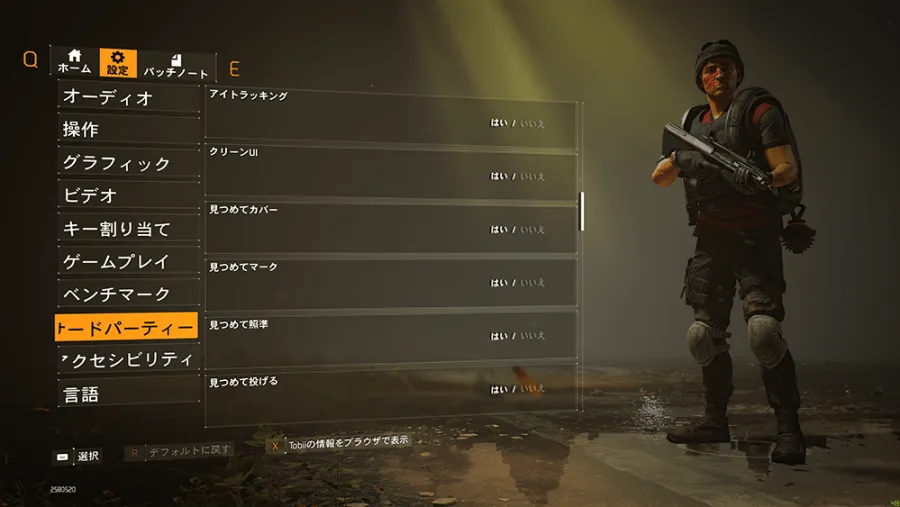 Q
ホーム
設定
パッチノート
E
オーディオ
操作
グラフィック
ビデオ
キー割り当て
ゲームプレイ
ベンチマーク
ードパーティー
クセシビリティ
言語
アイトラッキング
はい / いいえ
クリーンUI
はい / いいえ
見つめてカバー
はい / いいえ
見つめてマーク
はい / いいえ
見つめて照準
はい / いいえ
見つめて投げる
はい / いいえ
選択
R デフォルトに戻す
X Tobiiの情報をブラウザで表示
2580520